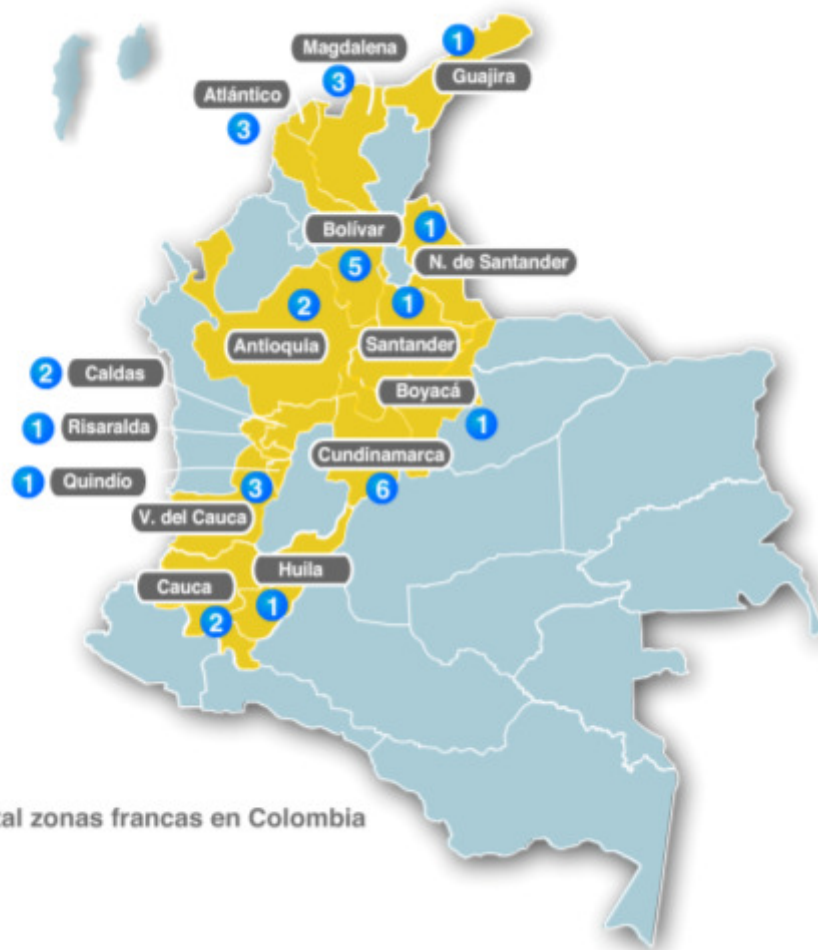 1
Magdalena
Guajira
3
Atlántico
3
Bolívar
1
5
N. de Santander
2
1
Antioquia
Santander
2 Caldas
Boyacá
1 Risaralda
1
Cundinamarca
1 Quindío
3
6
V. del Cauca
Huila
Cauca
1
2
tal zonas francas en Colombia